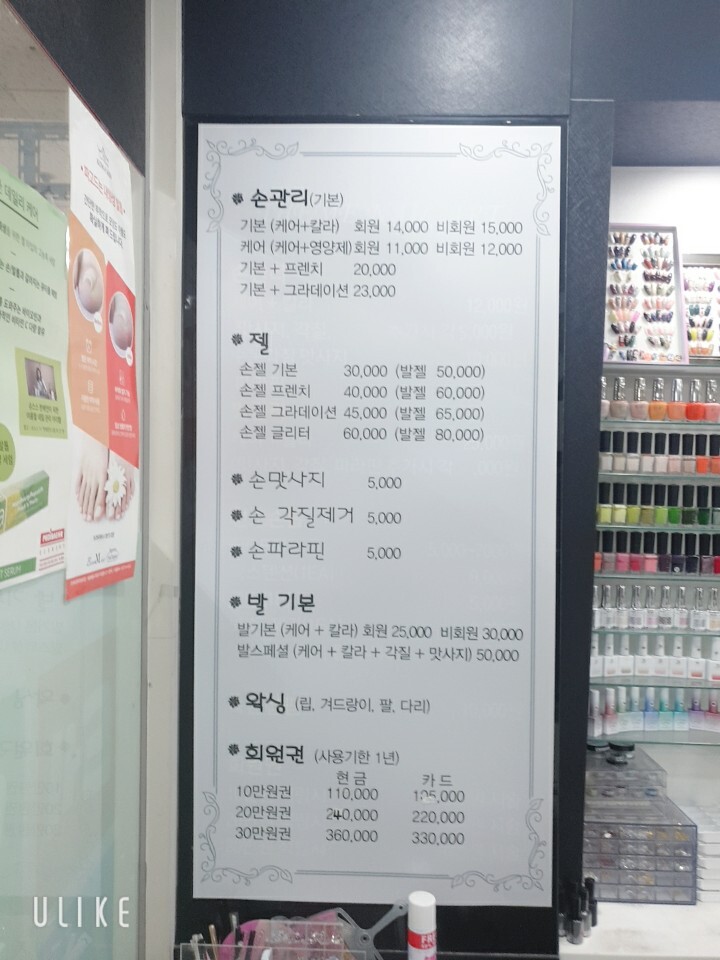 손관리(기본)
기본 (케어+칼라) 회원 14,000 비회원 15,000
케어 (케어+영양제)회원 11,000 비회원 12,000
기본 + 프렌치 20,000
기본 + 그라데이션 23,000
젤
손젤 기본 30,000 (발젤 50,000)
손젤 프렌치 40,000 (발젤 60,000)
손젤 그라데이션 45,000 (발젤 65,000)
손젤 글리터 60,000 (발젤 80,000)
손맛사지 5,000
손 각질제거 5,000
손파라핀 5,000
발 기본
발기본 (케어 + 칼라) 회원 25,000 비회원 30,000
발스페셜 (케어 + 칼라 + 각질 + 맛사지) 50,000
왁싱 (립, 겨드랑이, 팔, 다리)
회원권 (사용기한 1년)
현금 카드
10만원권 110,000 105,000
20만원권 240,000 220,000
30만원권 360,000 330,000
데일리 케어
SERUM
ULIKE